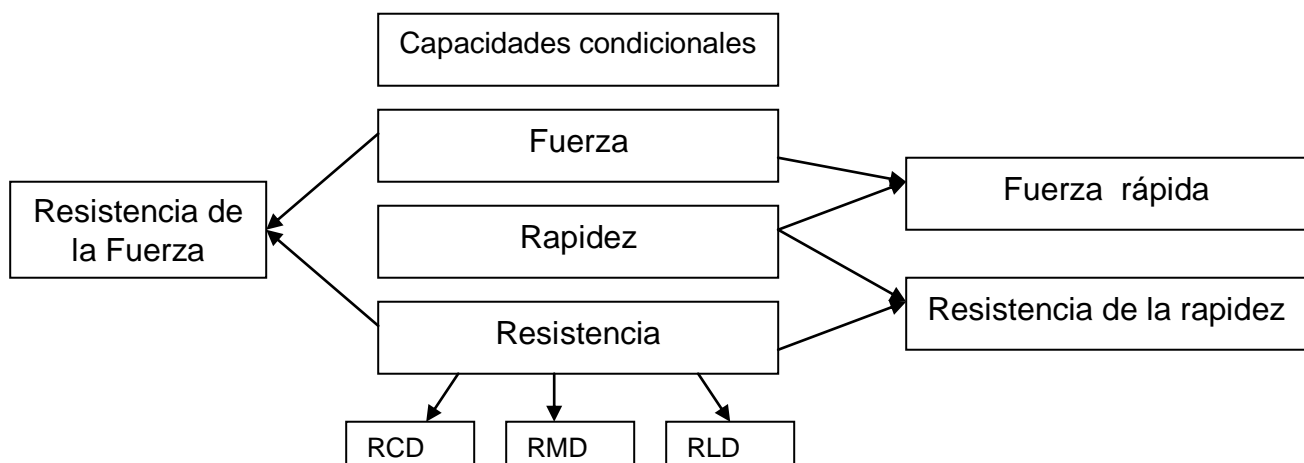 Capacidades condicionales
Fuerza
Resistencia de
la Fuerza
Rapidez
Fuerza rápida
Resistencia
Resistencia de la rapidez
RCD
RMD
RLD